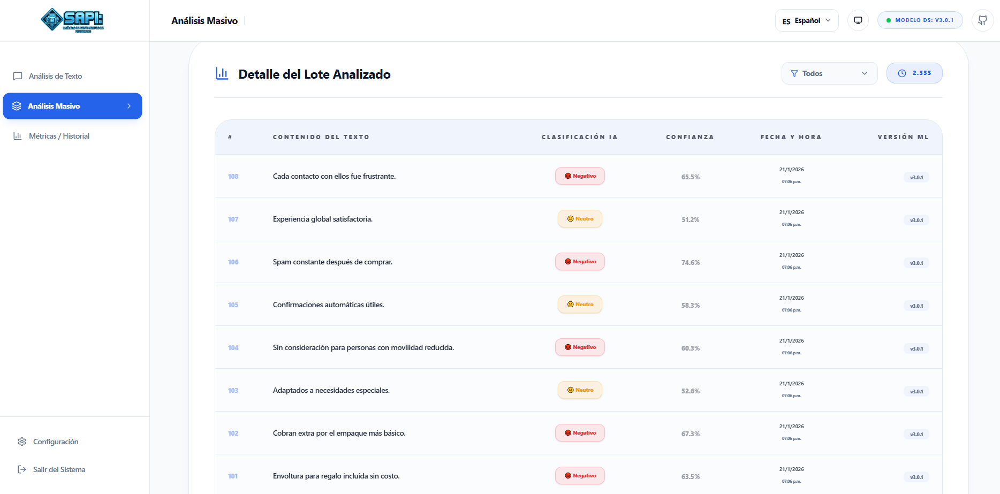 SAPI:
Análisis Masivo
ES Español
MODELO DS: V3.0.1
Análisis de Texto
Análisis Masivo
Métricas / Historial
Configuración
Salir del Sistema
Detalle del Lote Analizado
Todos
2.35S
# CONTENIDO DEL TEXTO CLASIFICACIÓN IA CONFIANZA FECHA Y HORA VERSIÓN ML
108 Cada contacto con ellos fue frustrante. Negativo 65.5% 21/1/2026 07:06 p.m. v3.0.1
107 Experiencia global satisfactoria. Neutro 51.2% 21/1/2026 07:06 p.m. v3.0.1
106 Spam constante después de comprar. Negativo 74.6% 21/1/2026 07:06 p.m. v3.0.1
105 Confirmaciones automáticas útiles. Neutro 58.3% 21/1/2026 07:06 p.m. v3.0.1
104 Sin consideración para personas con movilidad reducida. Negativo 60.3% 21/1/2026 07:06 p.m. v3.0.1
103 Adaptados a necesidades especiales. Neutro 52.6% 21/1/2026 07:06 p.m. v3.0.1
102 Cobran extra por el empaque más básico. Negativo 67.3% 21/1/2026 07:06 p.m. v3.0.1
101 Envoltura para regalo incluida sin costo. Negativo 63.5% 21/1/2026 07:06 p.m. v3.0.1